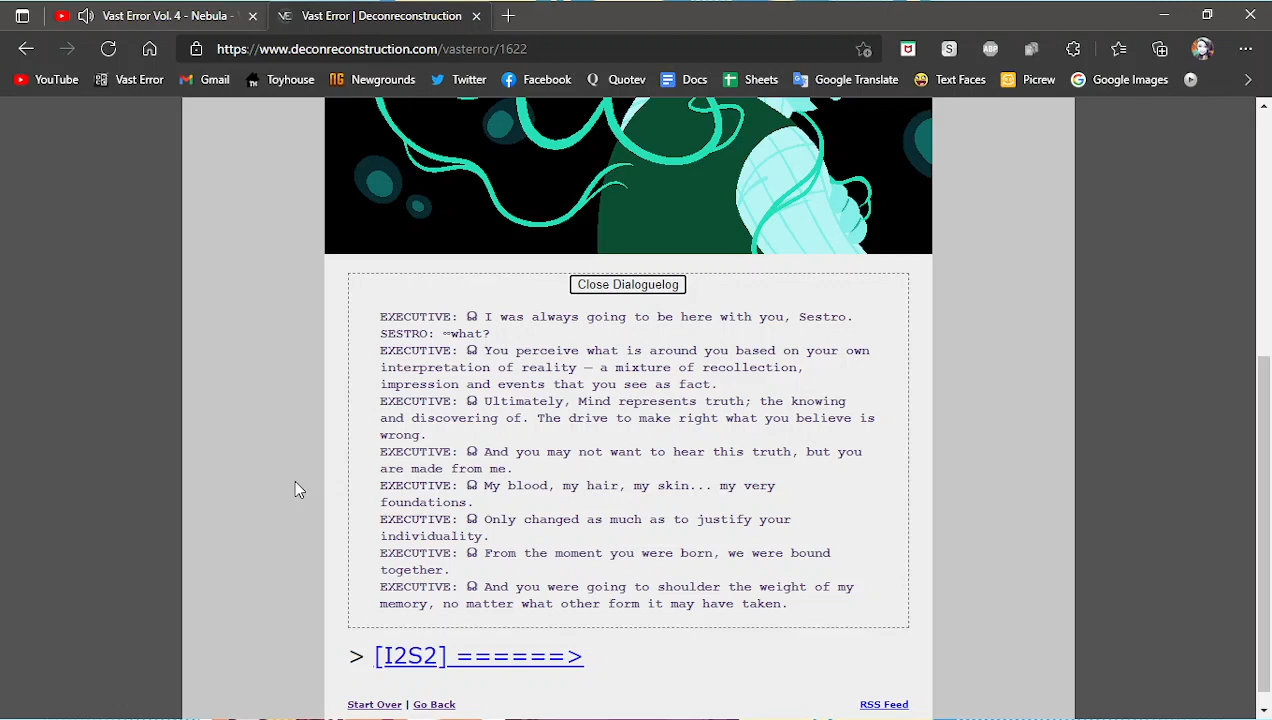 Vast Error Vol. 4 - Nebula -
Vast Error | Deconreconstruction
https://www.deconreconstruction.com/vasterror/1622
YouTube Vast Error Gmail Toyhouse Newgrounds Twitter Facebook Quotev Docs Sheets Google Translate Text Faces Picrew Google Images
Close Dialoguelog
EXECUTIVE: ☊ I was always going to be here with you, Sestro.
SESTRO: ∞what?
EXECUTIVE: ☊ You perceive what is around you based on your own
interpretation of reality — a mixture of recollection,
impression and events that you see as fact.
EXECUTIVE: ☊ Ultimately, Mind represents truth; the knowing
and discovering of. The drive to make right what you believe is
wrong.
EXECUTIVE: ☊ And you may not want to hear this truth, but you
are made from me.
EXECUTIVE: ☊ My blood, my hair, my skin... my very
foundations.
EXECUTIVE: ☊ Only changed as much as to justify your
individuality.
EXECUTIVE: ☊ From the moment you were born, we were bound
together.
EXECUTIVE: ☊ And you were going to shoulder the weight of my
memory, no matter what other form it may have taken.
> [I2S2] ======>
Start Over | Go Back
RSS Feed